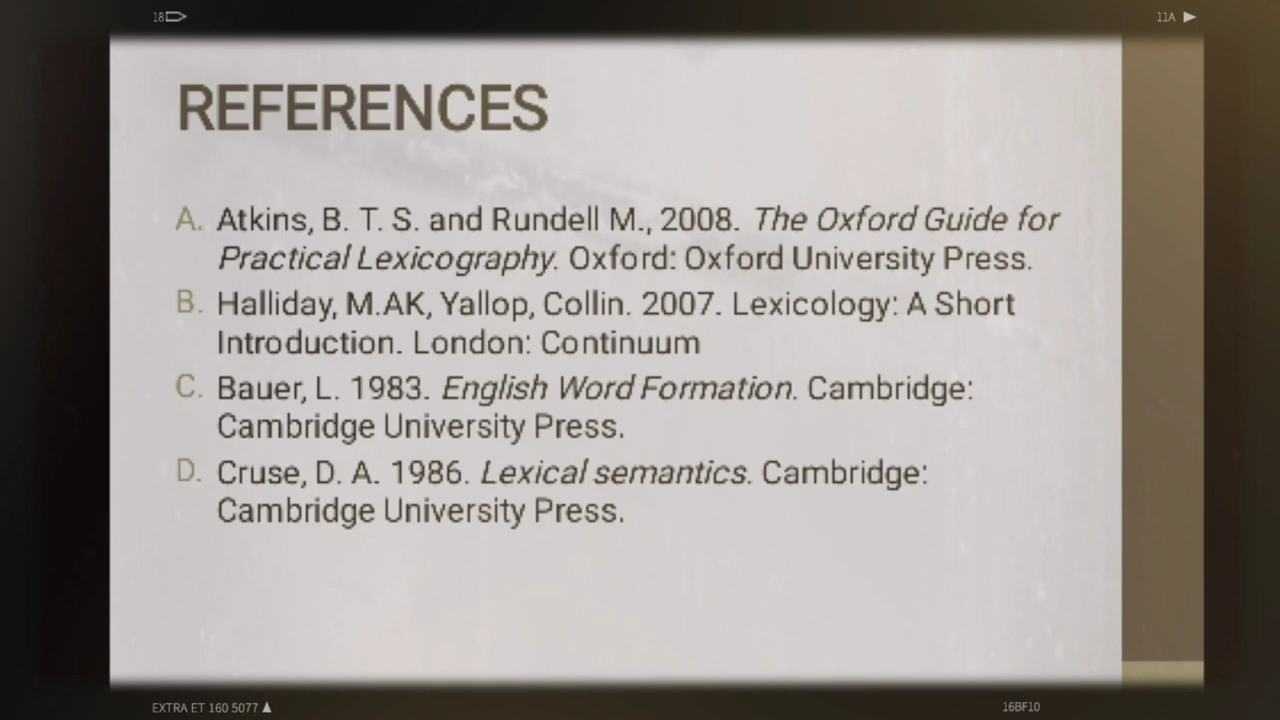 18
11A
REFERENCES
A. Atkins, B. T. S. and Rundell M., 2008. The Oxford Guide for
Practical Lexicography. Oxford: Oxford University Press.
B. Halliday, M.AK, Yallop, Collin. 2007. Lexicology: A Short
Introduction. London: Continuum
C. Bauer, L. 1983. English Word Formation. Cambridge:
Cambridge University Press.
D. Cruse, D. A. 1986. Lexical semantics. Cambridge:
Cambridge University Press.
EXTRA ET 160 5077
16BF10